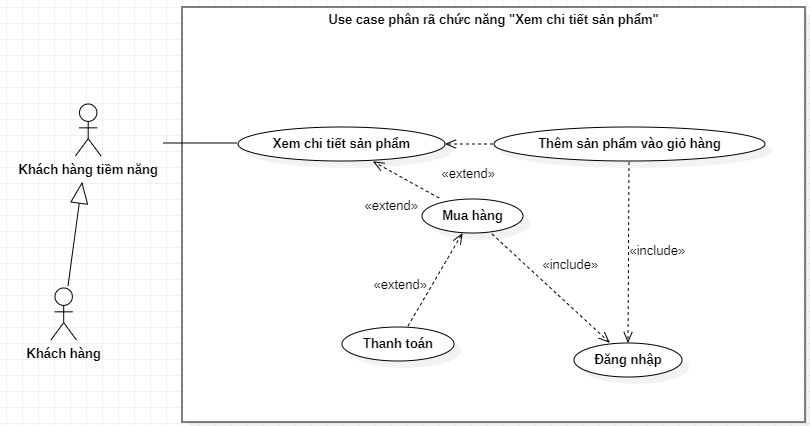 Use case phân rã chức năng "Xem chi tiết sản phẩm"
Khách hàng tiềm năng
Xem chi tiết sản phẩm
Thêm sản phẩm vào giỏ hàng
«extend»
«extend»
Mua hàng
«include»
«include»
«extend»
Thanh toán
Đăng nhập
Khách hàng